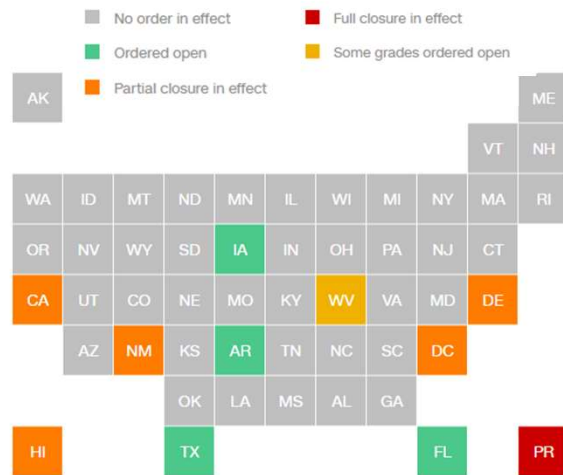 No order in effect Full closure in effect
Ordered open Some grades ordered open
Partial closure in effect
AK ME
VT NH
WA ID MT ND MN IL WI MI NY MA RI
OR NV WY SD IA IN OH PA NJ CT
CA UT CO NE MO KY WV VA MD DE
AZ NM KS AR TN NC SC DC
OK LA MS AL GA
HI TX FL PR